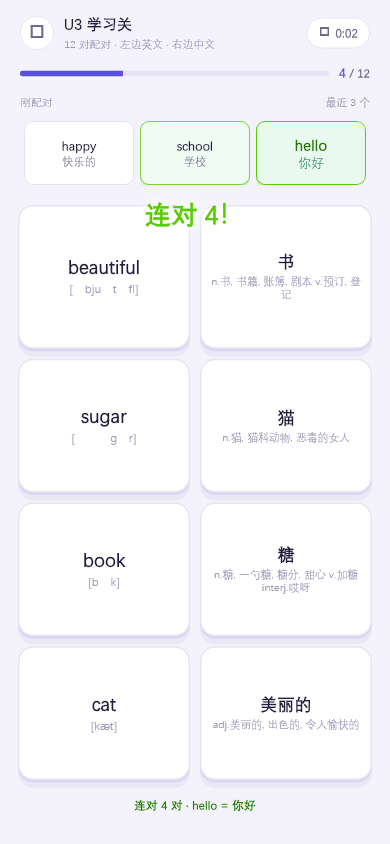 U3 学习关
12 对配对 · 左边英文 · 右边中文
0:02
4 / 12
刚配对
最近 3 个
happy
快乐的
school
学校
hello
你好
连对 4!
beautiful
[ bju t fl]
书
n.书, 书籍, 账簿, 剧本 v.预订, 登
记
sugar
[ g r]
猫
n.猫, 猫科动物, 恶毒的女人
book
[b k]
糖
n.糖, 一勺糖, 糖分, 甜心 v.加糖
interj.哎呀
cat
[kæt]
美丽的
adj.美丽的, 出色的, 令人愉快的
连对 4 对 · hello = 你好